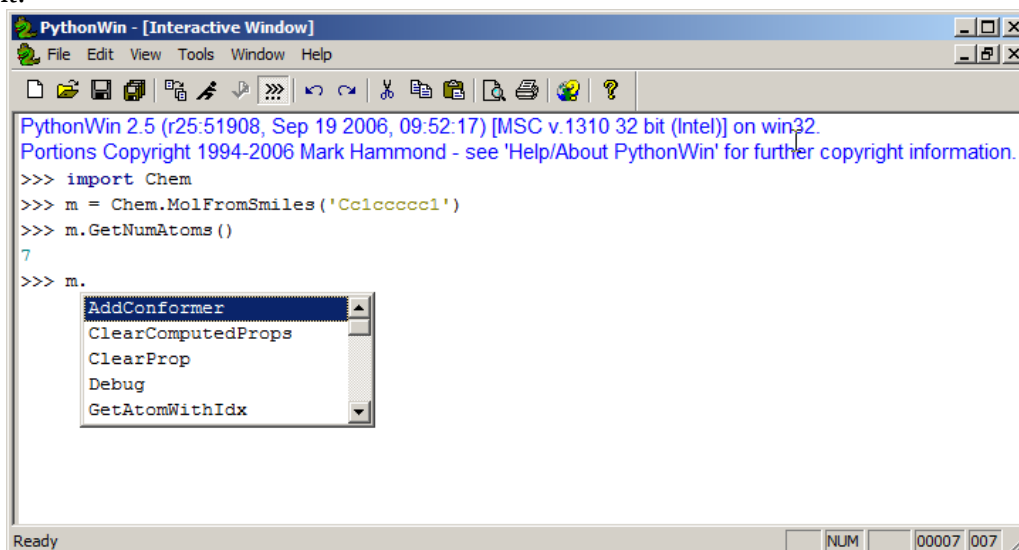 PythonWin - [Interactive Window]
File Edit View Tools Window Help
PythonWin 2.5 (r25:51908, Sep 19 2006, 09:52:17) [MSC v.1310 32 bit (Intel)] on win32.
Portions Copyright 1994-2006 Mark Hammond - see 'Help/About PythonWin' for further copyright information.
>>> import Chem
>>> m = Chem.MolFromSmiles('Cc1ccccc1')
>>> m.GetNumAtoms()
7
>>> m.
AddConformer
ClearComputedProps
ClearProp
Debug
GetAtomWithIdx
Ready NUM 00007 007